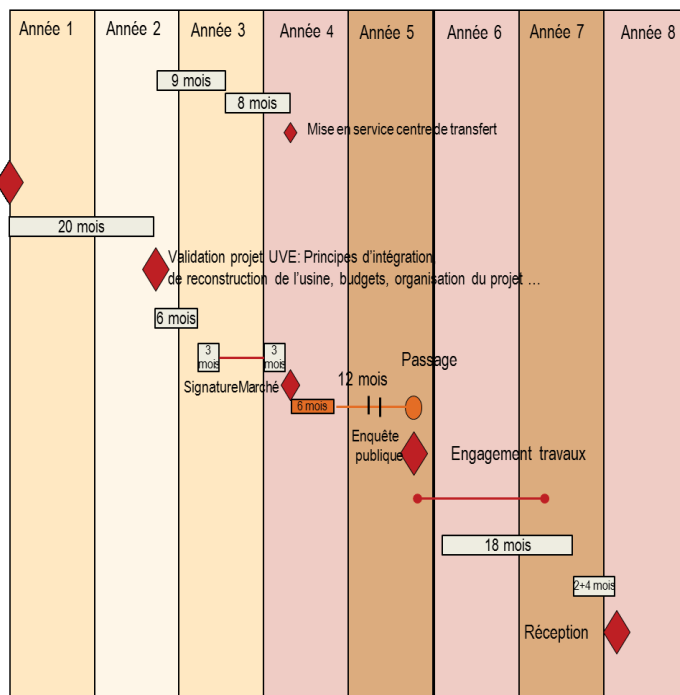 Année 1
Année 2
Année 3
Année 4
Année 5
Année 6
Année 7
Année 8
9 mois
8 mois
Mise en service centre de transfert
20 mois
Validation projet UVE: Principes d'intégration,
de reconstruction de l'usine, budgets, organisation du projet ...
6 mois
3
mois
3
mois
Passage
Signature Marché
12 mois
6 mois
Enquête
publique
Engagement travaux
18 mois
2+4 mois
Réception